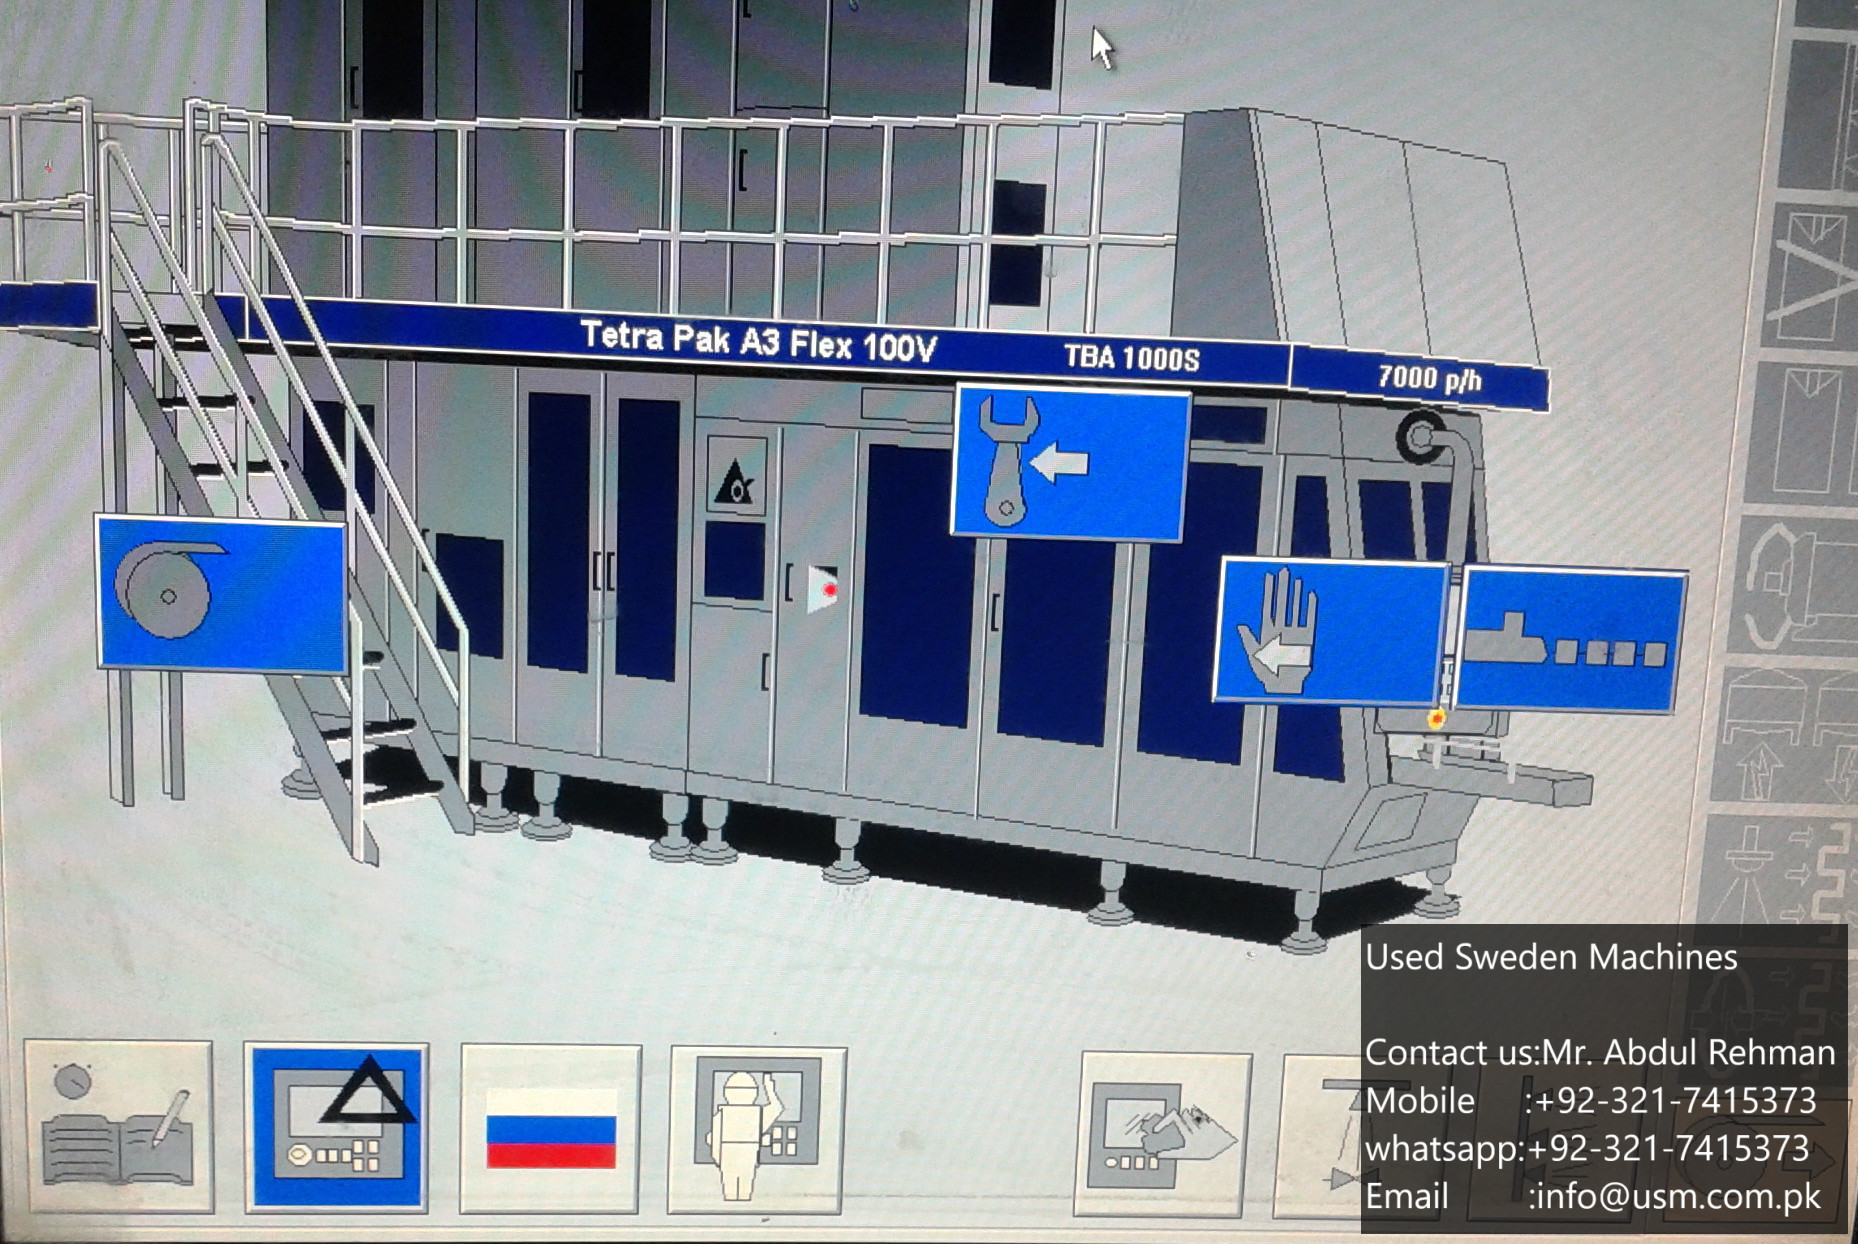 Tetra Pak A3 Flex 100V
TBA 1000S
7000 p/h
Used Sweden Machines
Contact us:Mr. Abdul Rehman
Mobile :+92-321-7415373
whatsapp:+92-321-7415373
Email :info@usm.com.pk